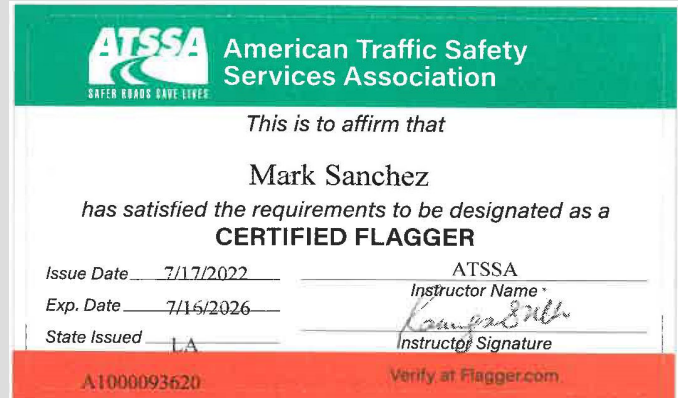 ATSSA
SAFER ROADS SAVE LIVES
American Traffic Safety
Services Association
This is to affirm that
Mark Sanchez
has satisfied the requirements to be designated as a
CERTIFIED FLAGGER
Issue Date 7/17/2022
ATSSA
Instructor Name
Exp. Date 7/16/2026
State Issued LA
Instructor Signature
A1000093620
Verify at Flagger.com